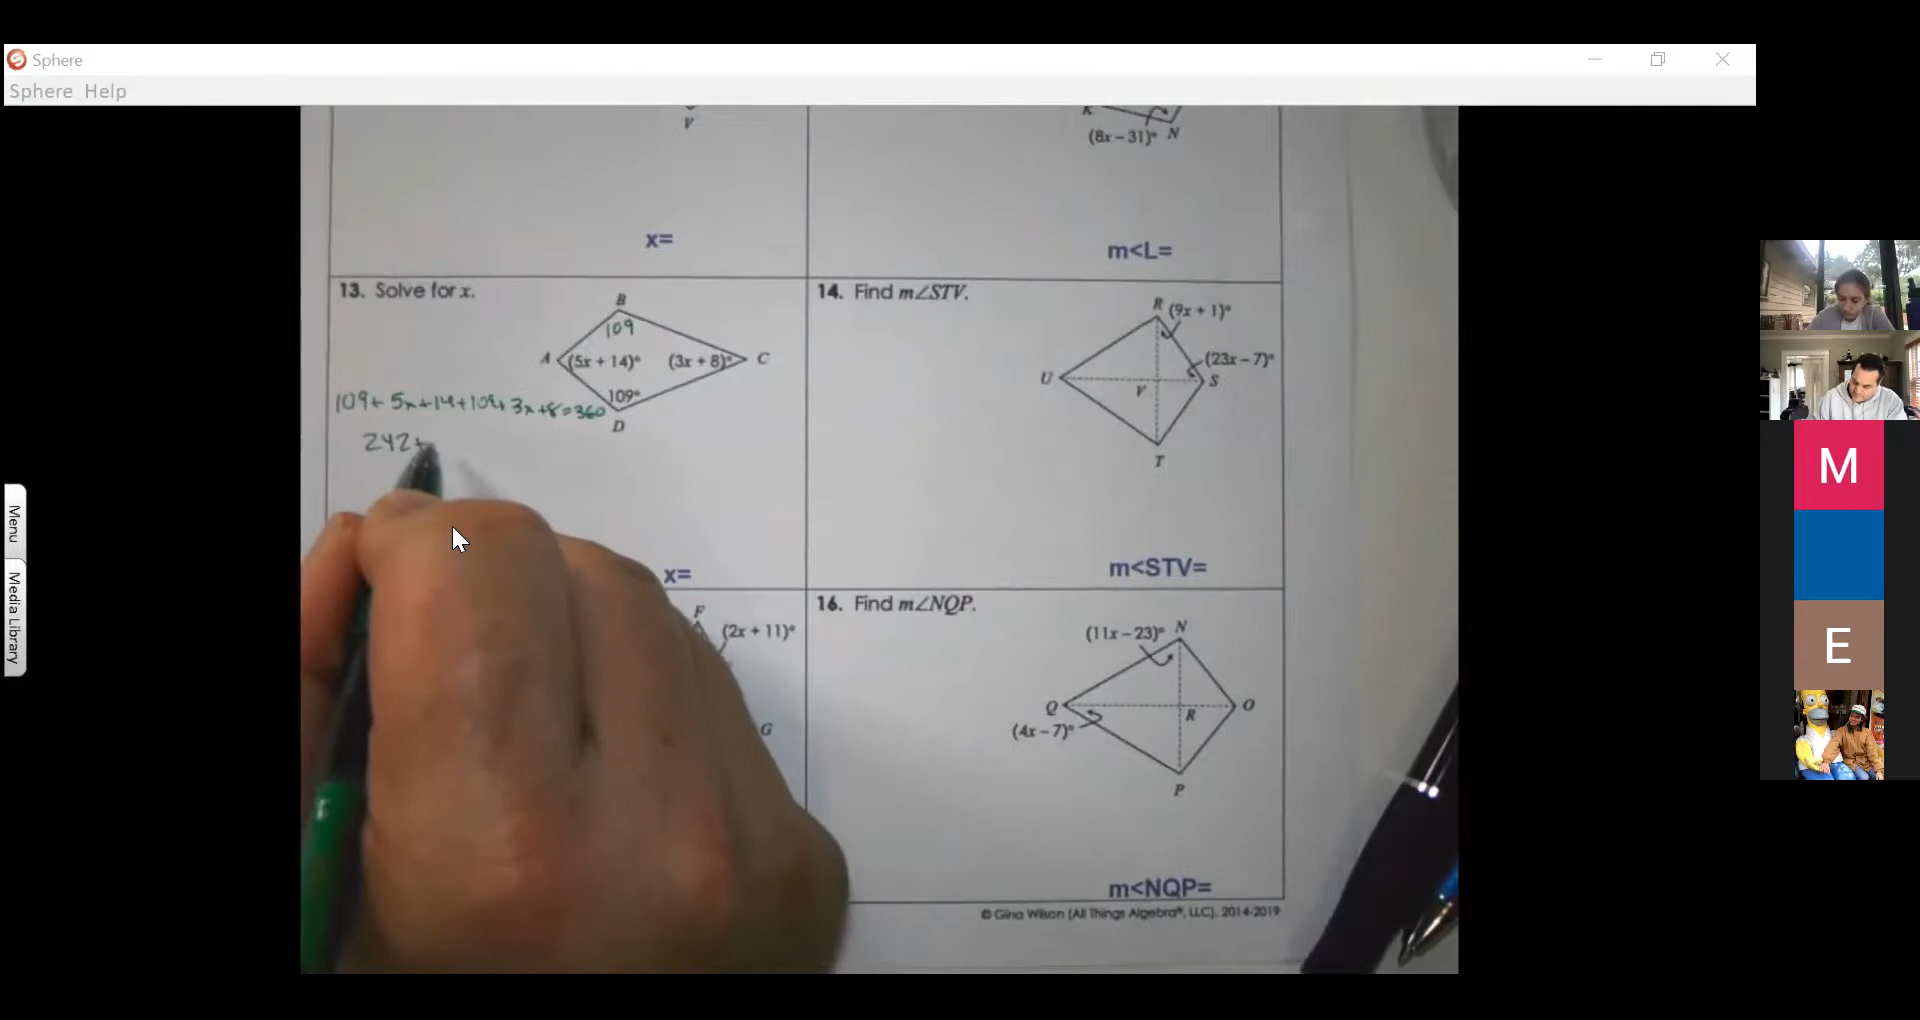 Sphere
Sphere Help
V
K
(8x – 31)° N
x=
m<L=
13. Solve for x.
B
109
A
(5x + 14)°
(3x + 8)°
C
109°
D
109+ 5x+14+109+3x+8=360
242+
x=
14. Find m∠STV.
R
(9x + 1)°
(23x – 7)°
U
V
S
T
m<STV=
F
(2x + 11)°
G
16. Find m∠NQP.
(11x – 23)°
N
Q
R
O
(4x – 7)°
P
m<NQP=
© Gina Wilson (All Things Algebra®, LLC), 2014-2019
Menu
Media Library
M
E